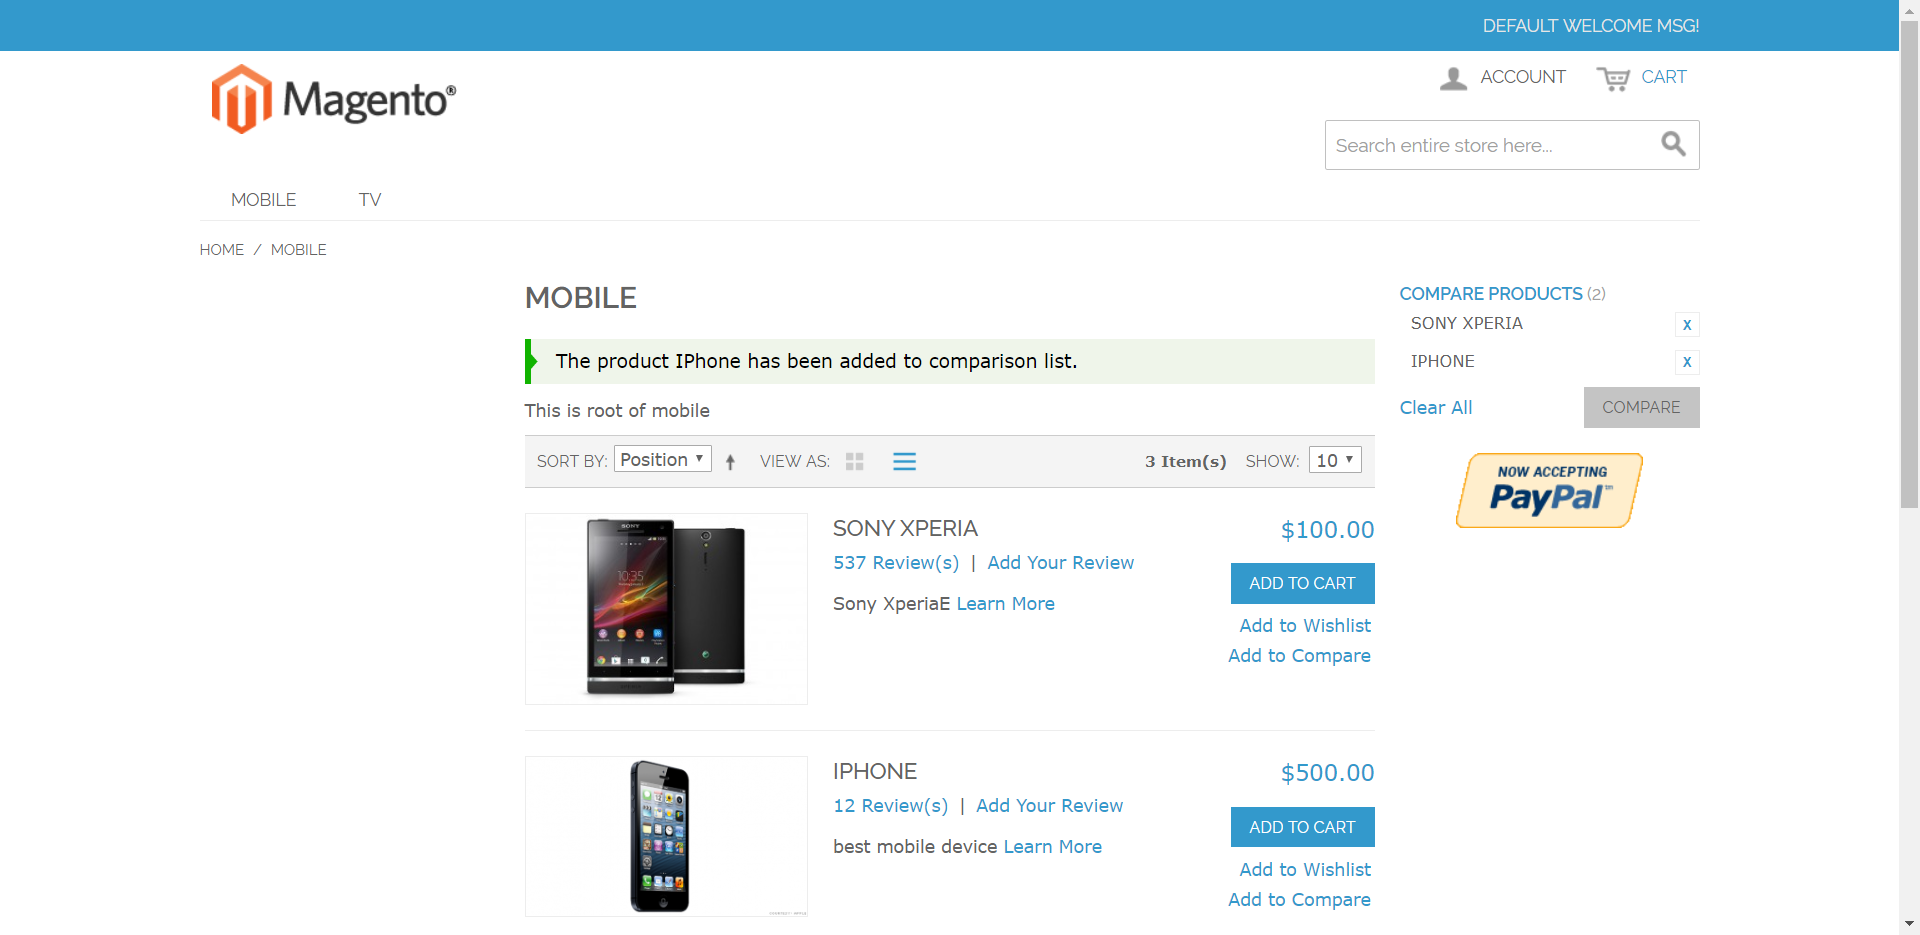 DEFAULT WELCOME MSG!
Magento®
ACCOUNT
CART
Search entire store here...
MOBILE
TV
HOME / MOBILE
MOBILE
The product IPhone has been added to comparison list.
This is root of mobile
SORT BY: Position
VIEW AS:
3 Item(s)
SHOW: 10
SONY
10:35
SONY XPERIA
537 Review(s) | Add Your Review
Sony XperiaE Learn More
$100.00
ADD TO CART
Add to Wishlist
Add to Compare
IPHONE
12 Review(s) | Add Your Review
best mobile device Learn More
$500.00
ADD TO CART
Add to Wishlist
Add to Compare
COMPARE PRODUCTS (2)
SONY XPERIA X
IPHONE X
Clear All
COMPARE
NOW ACCEPTING
PayPal™